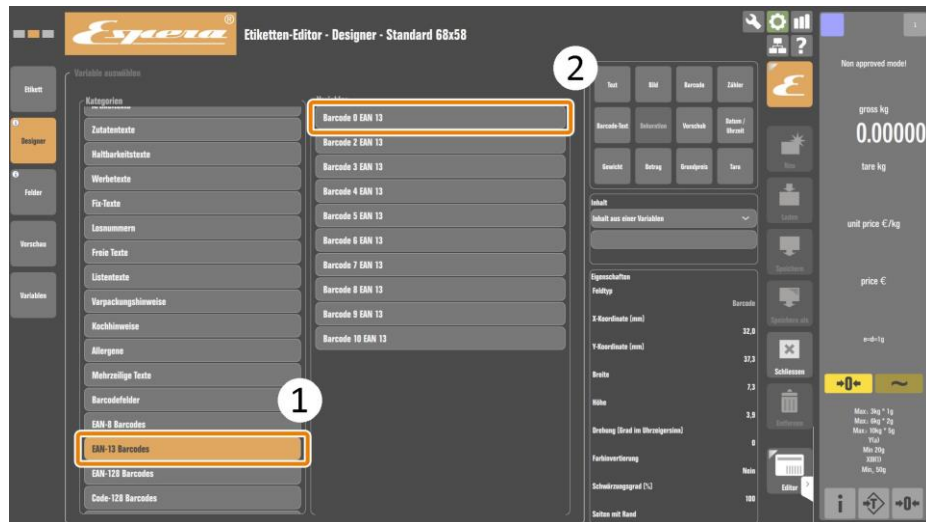 Espera
®
Etiketten-Editor - Designer - Standard 68x58
?
1
Etikett
Designer
Felder
Vorschau
Variablen
Variable auswählen
Kategorien
Zutatentexte
Haltbarkeitstexte
Werbetexte
Fix-Texte
Losnummern
Freie Texte
Listentexte
Verpackungshinweise
Kochhinweise
Allergene
Mehrzeilige Texte
Barcodefelder
EAN-8 Barcodes
EAN-13 Barcodes
EAN-128 Barcodes
Code-128 Barcodes
1
2
Barcode 0 EAN 13
Barcode 2 EAN 13
Barcode 3 EAN 13
Barcode 4 EAN 13
Barcode 5 EAN 13
Barcode 6 EAN 13
Barcode 7 EAN 13
Barcode 8 EAN 13
Barcode 9 EAN 13
Barcode 10 EAN 13
Text Bild Barcode Zähler
Barcode-Text Dekoration Vorschub Datum /
Uhrzeit
Gewicht Betrag Grundpreis Tara
Inhalt
Inhalt aus einer Variablen
Eigenschaften
Feldtyp
Barcode
X-Koordinate [mm]
32,0
Y-Koordinate [mm]
37,3
Breite
7,3
Höhe
3,9
Drehung [Grad im Uhrzeigersinn]
0
Farbinvertierung
Nein
Schwärzungsgrad [%]
100
Seiten mit Rand
Neu
Laden
Speichern
Speichern als
Schliessen
Entfernen
Editor
Non approved mode!
gross kg
0.00000
tare kg
unit price €/kg
price €
e=d=1g
Max: 3kg * 1g
Max: 6kg * 2g
Max: 10kg * 5g
Min 20g
Min, 50g